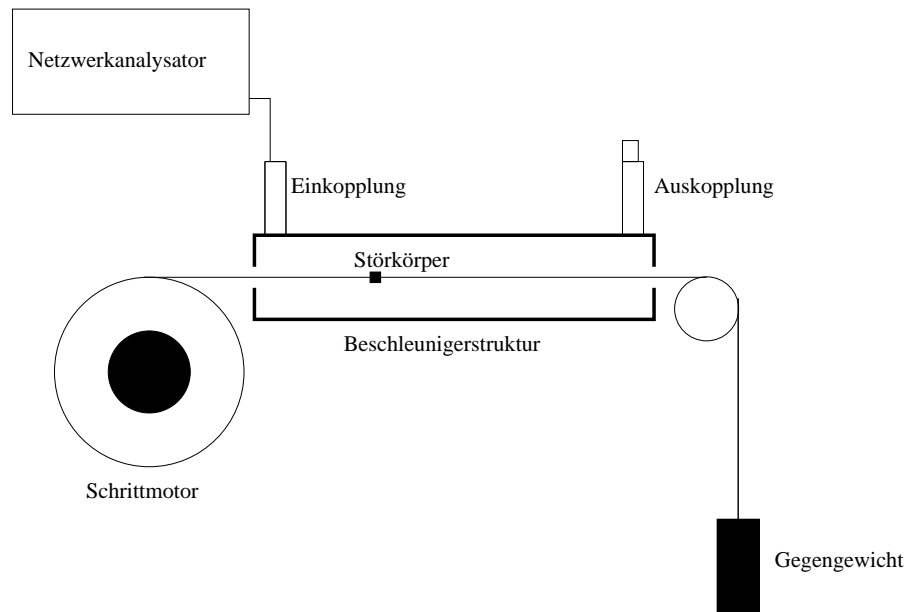 Netzwerkanalysator
Einkopplung
Auskopplung
Störkörper
Beschleunigerstruktur
Schrittmotor
Gegengewicht